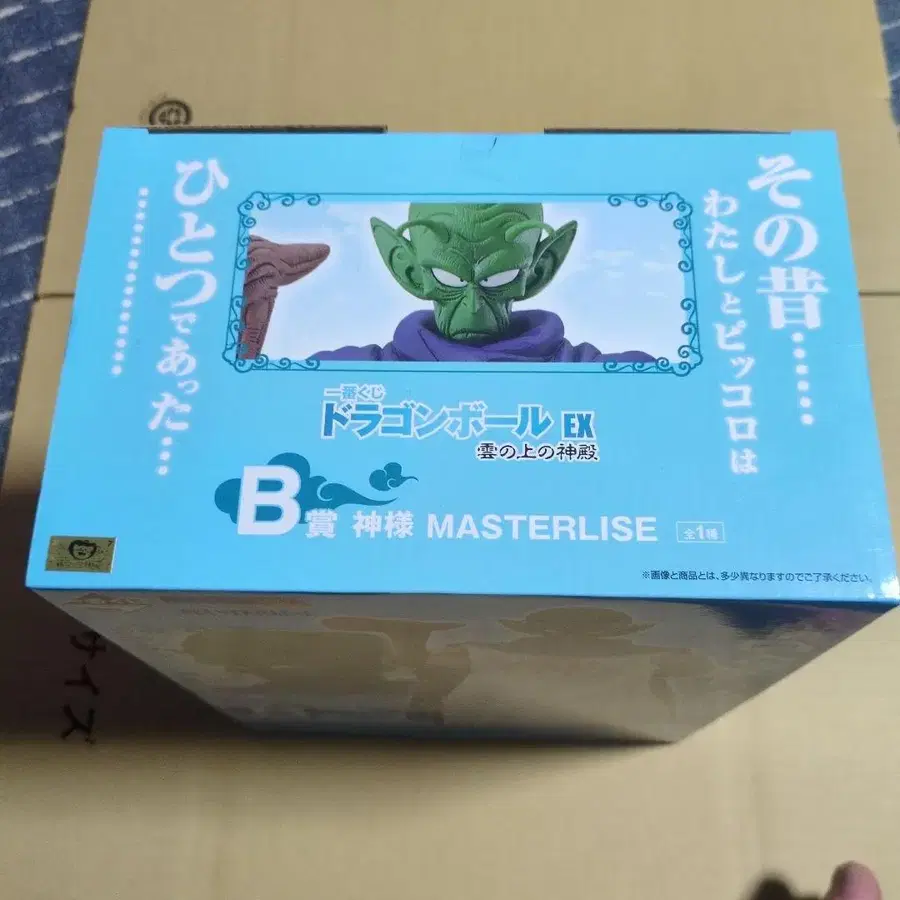 その昔……
わたしとピッコロは
ひとつであった…
………………
一番くじ
ドラゴンボール EX
雲の上の神殿
B賞 神様 MASTERLISE 全1種
※画像と商品とは、多少異なりますのでご了承ください。
サイズ